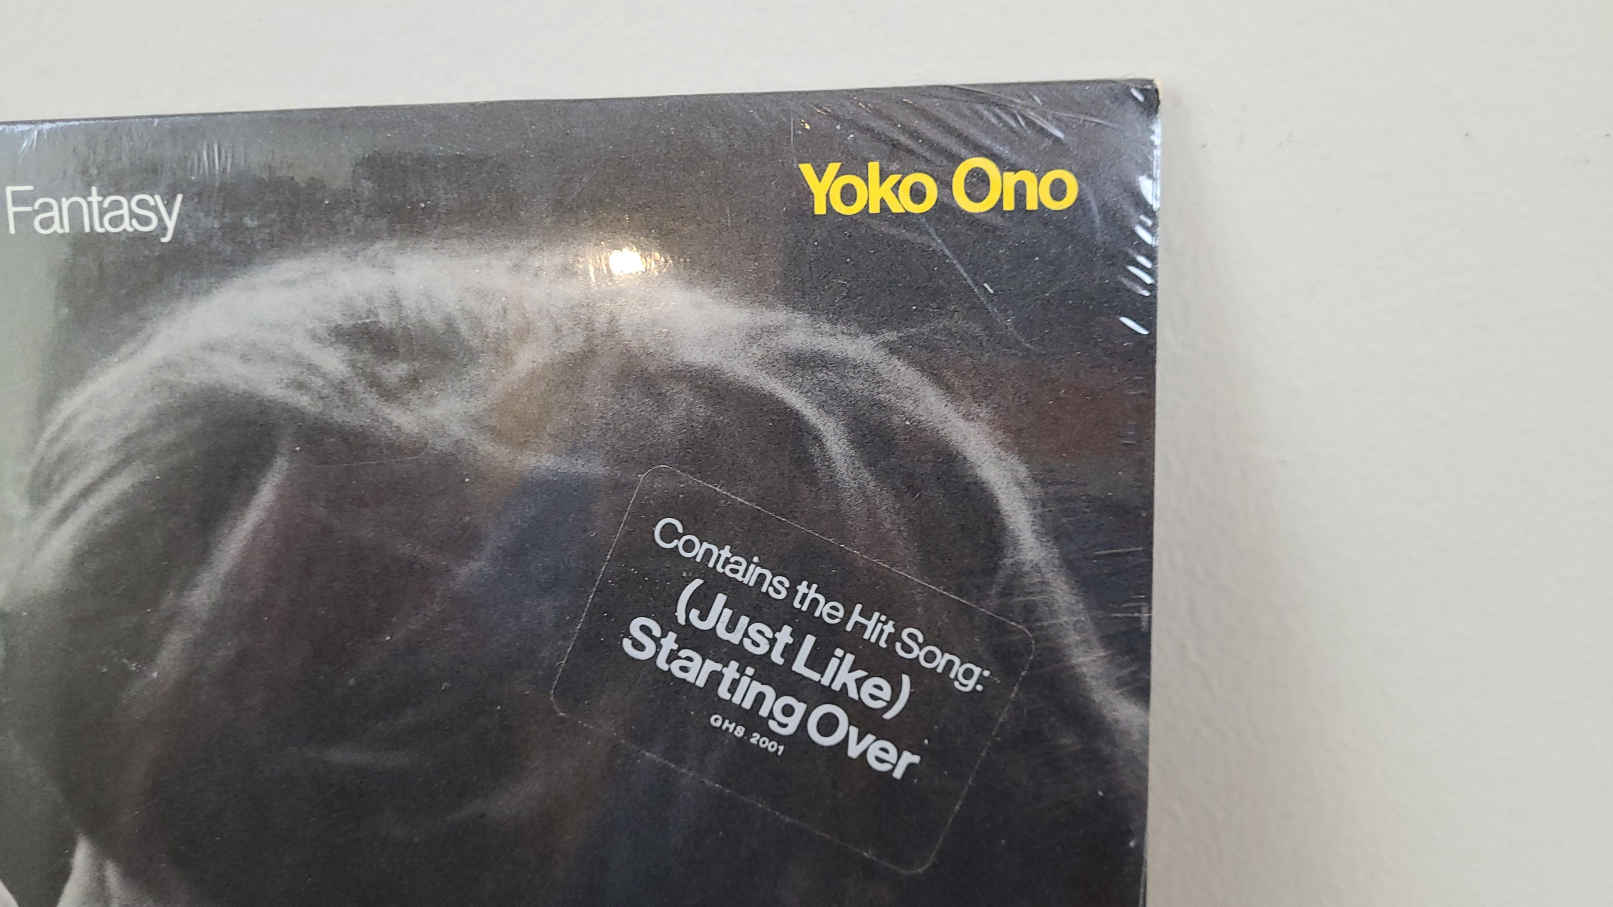 Fantasy
Yoko Ono
Contains the Hit Song:
(Just Like)
Starting Over
GHS 2001